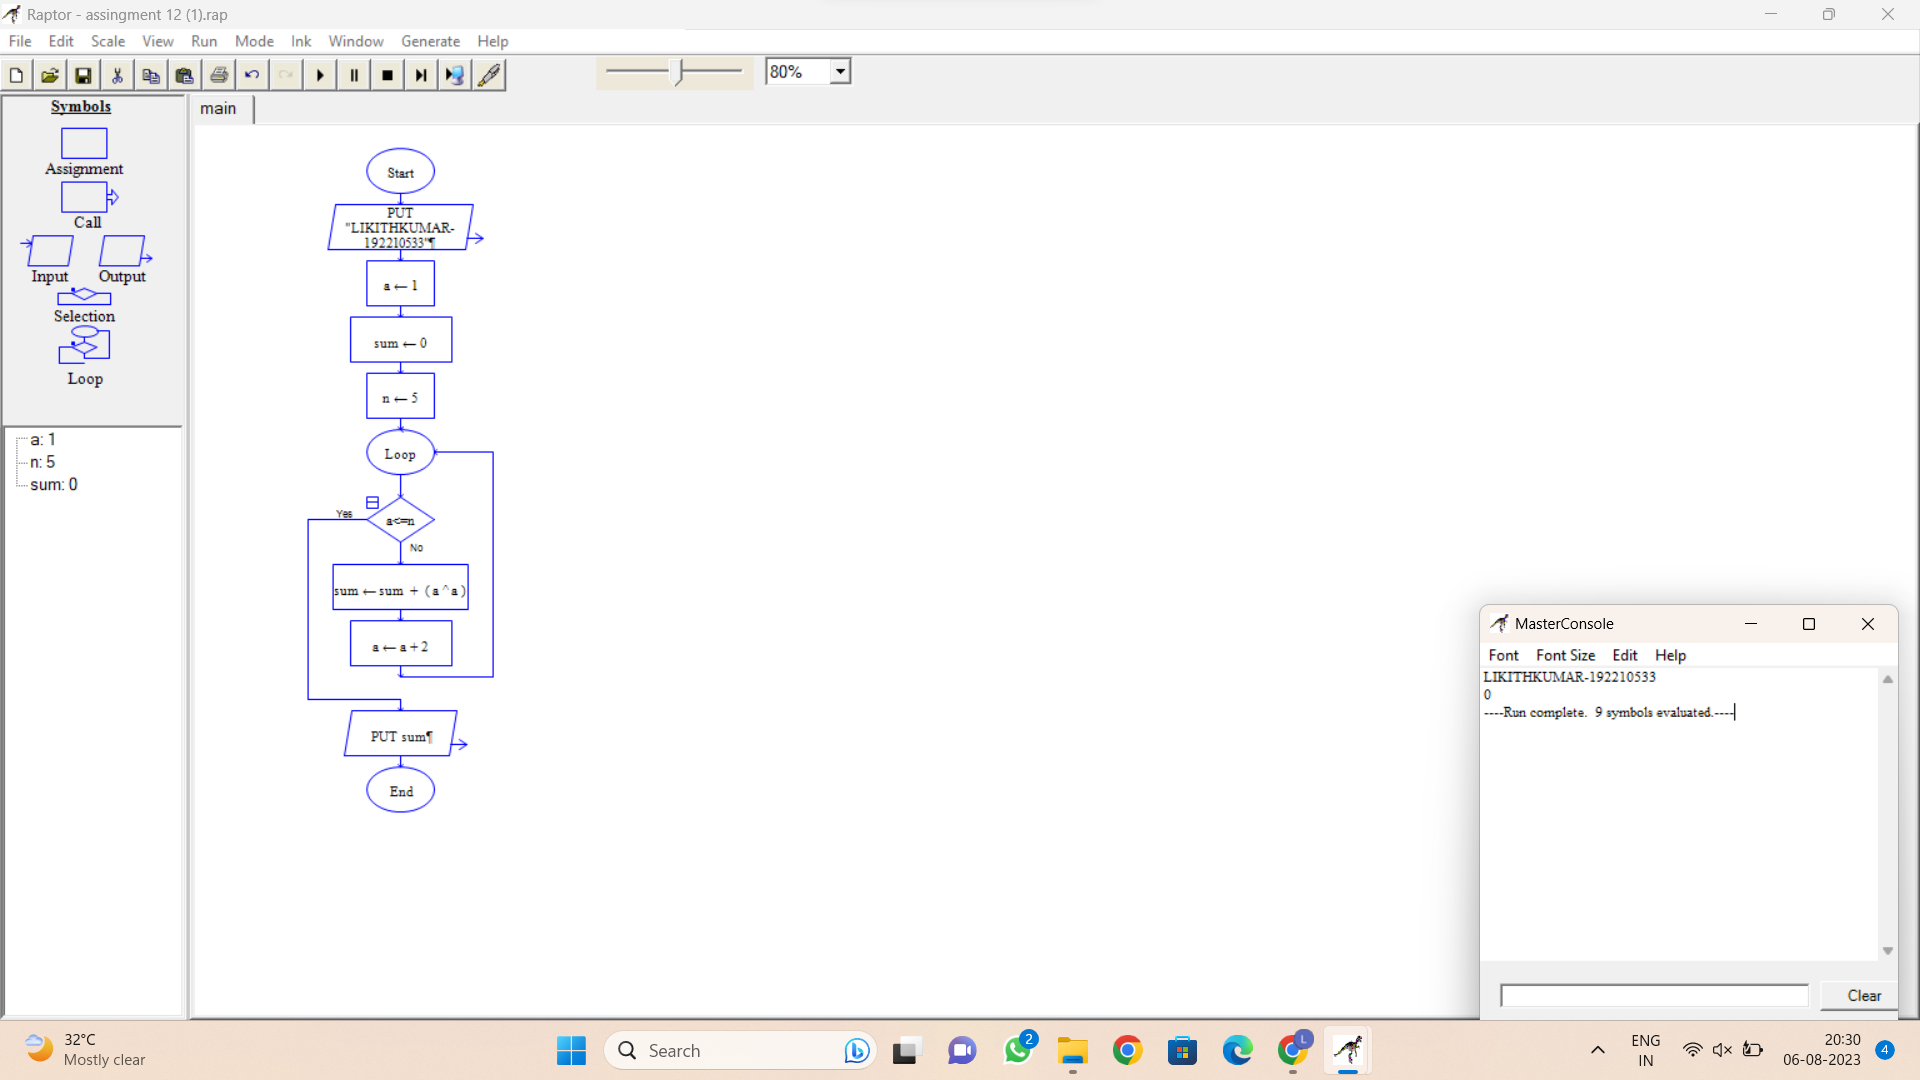 Raptor - assingment 12 (1).rap
File Edit Scale View Run Mode Ink Window Generate Help
80%
Symbols
Assignment
Call
Input Output
Selection
Loop
a: 1
n: 5
sum: 0
main
Start
PUT
"LIKITHKUMAR-
192210533"¶
a ← 1
sum ← 0
n ← 5
Loop
Yes
a<=n
No
sum ← sum + (a^a)
a ← a + 2
PUT sum¶
End
MasterConsole
Font Font Size Edit Help
LIKITHKUMAR-192210533
0
----Run complete.  9 symbols evaluated.----
Clear
32°C
Mostly clear
Search
2
L
ENG
IN
20:30
06-08-2023
4